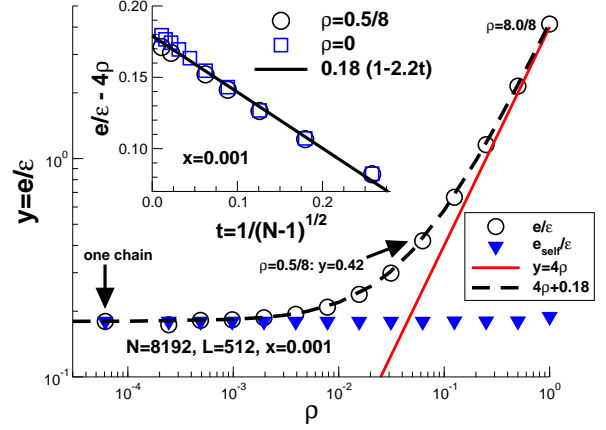 0.20
0.15
0.10
e/ε - 4ρ
ρ=0.5/8
ρ=0
0.18 (1-2.2t)
x=0.001
0.0
0.1
0.2
t=1/(N-1)^1/2
ρ=8.0/8
10^0
10^-1
y=e/ε
one chain
ρ=0.5/8: y=0.42
e/ε
e_self/ε
y=4ρ
4ρ+0.18
N=8192, L=512, x=0.001
10^-4
10^-3
10^-2
10^-1
10^0
ρ